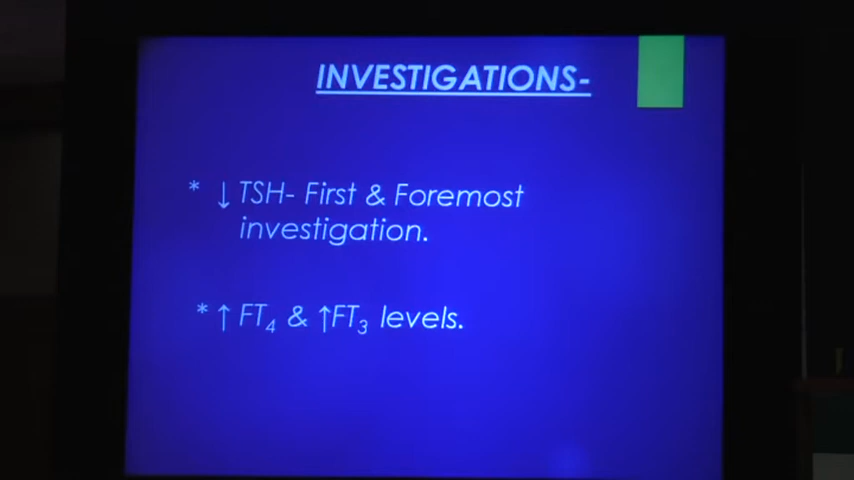 INVESTIGATIONS-
* ↓ TSH- First & Foremost
investigation.
* ↑ FT₄ & ↑FT₃ levels.